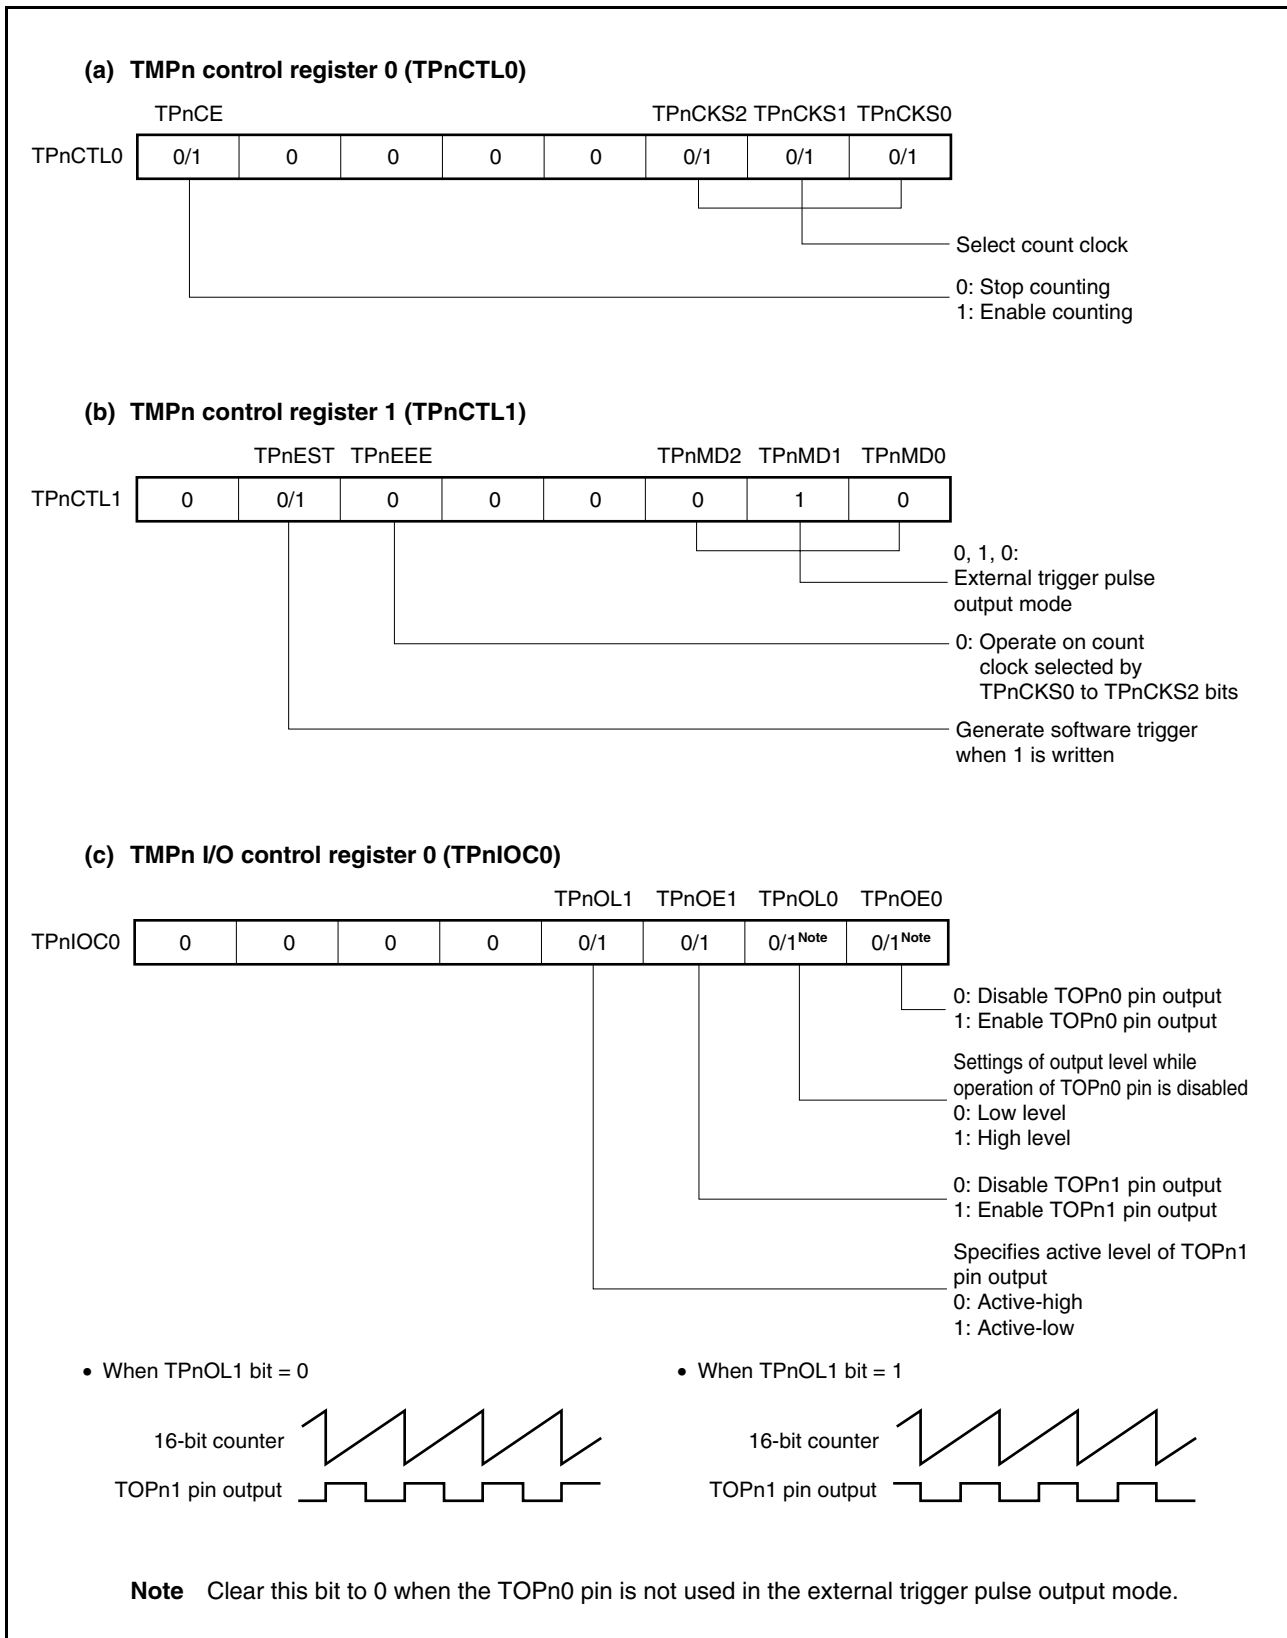 (a) TMPn control register 0 (TPnCTL0)
TPnCE TPnCKS2 TPnCKS1 TPnCKS0
TPnCTL0 0/1 0 0 0 0 0/1 0/1 0/1
Select count clock
0: Stop counting
1: Enable counting
(b) TMPn control register 1 (TPnCTL1)
TPnEST TPnEEE TPnMD2 TPnMD1 TPnMD0
TPnCTL1 0 0/1 0 0 0 0 1 0
0, 1, 0:
External trigger pulse
output mode
0: Operate on count
clock selected by
TPnCKS0 to TPnCKS2 bits
Generate software trigger
when 1 is written
(c) TMPn I/O control register 0 (TPnIOC0)
TPnOL1 TPnOE1 TPnOL0 TPnOE0
TPnIOC0 0 0 0 0 0/1 0/1 0/1Note 0/1Note
0: Disable TOPn0 pin output
1: Enable TOPn0 pin output
Settings of output level while
operation of TOPn0 pin is disabled
0: Low level
1: High level
0: Disable TOPn1 pin output
1: Enable TOPn1 pin output
Specifies active level of TOPn1
pin output
0: Active-high
1: Active-low
• When TPnOL1 bit = 0
16-bit counter
TOPn1 pin output
• When TPnOL1 bit = 1
16-bit counter
TOPn1 pin output
Note Clear this bit to 0 when the TOPn0 pin is not used in the external trigger pulse output mode.